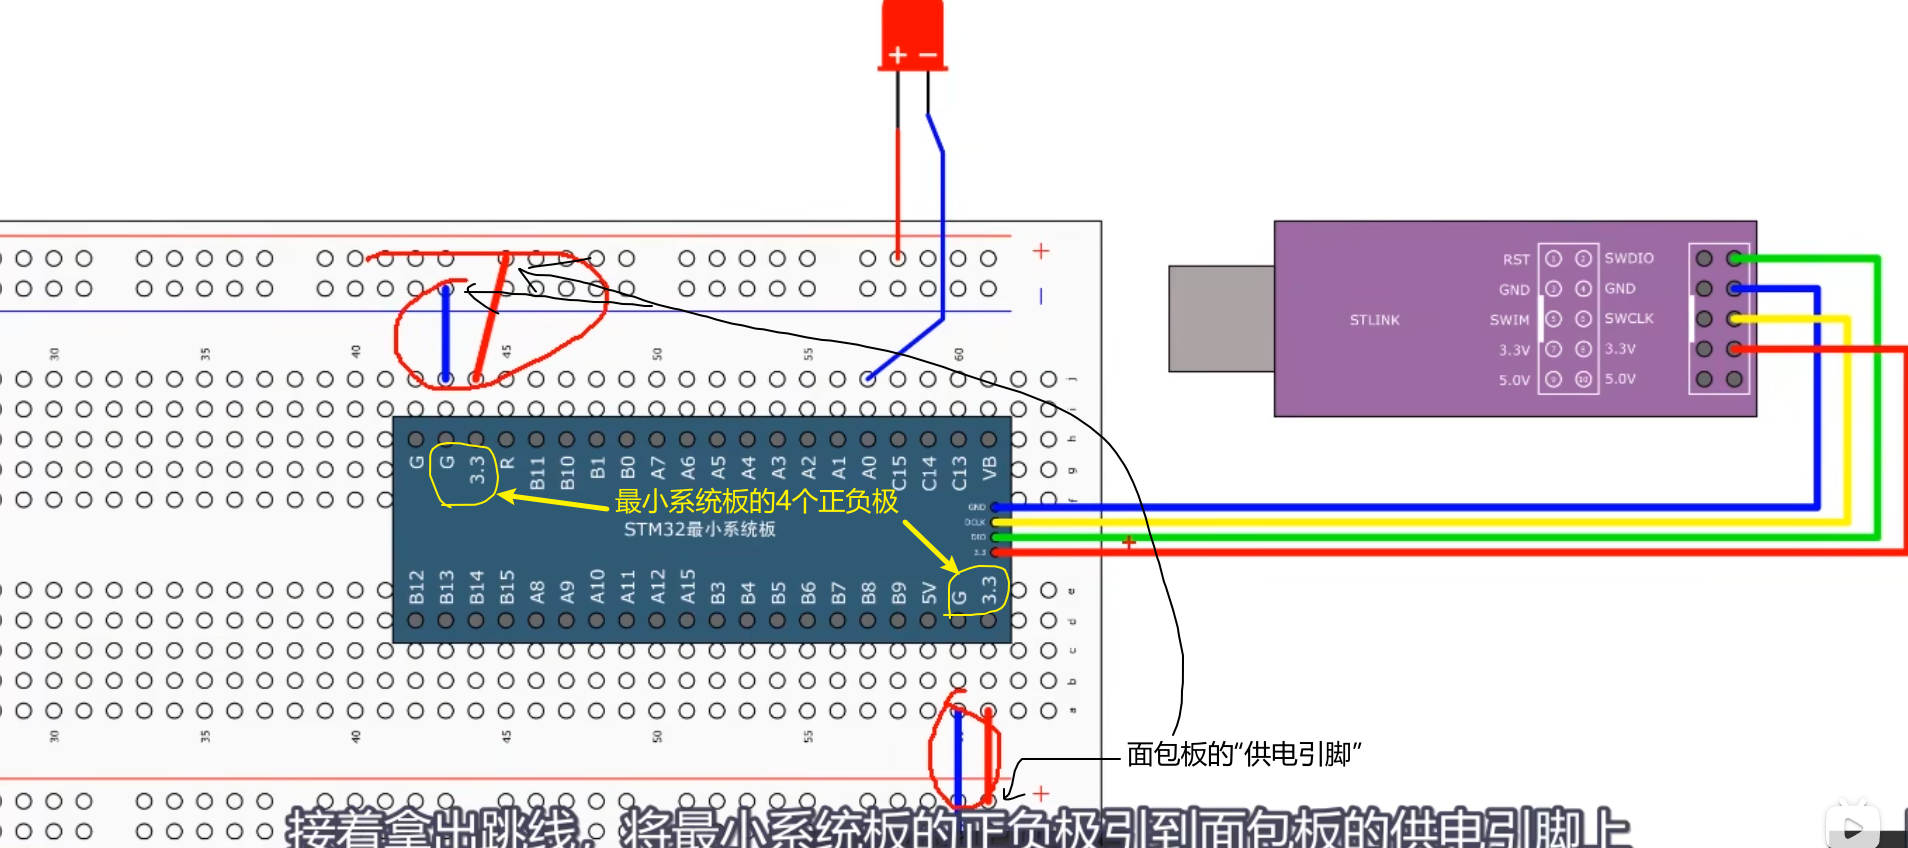 + −
+
−
30 35 40 45 50 55 60
j
i
h
g
f
G G 3.3 R B11 B10 B1 B0 A7 A6 A5 A4 A3 A2 A1 A0 C15 C14 C13 VB
最小系统板的4个正负极
STM32最小系统板
GND
DCLK
DIO
3.3
B12 B13 B14 B15 A8 A9 A10 A11 A12 A15 B3 B4 B5 B6 B7 B8 B9 5V G 3.3
e
d
c
b
a
30 35 40 45 50 55
+
STLINK
RST 1 2 SWDIO
GND 3 4 GND
SWIM 5 6 SWCLK
3.3V 7 8 3.3V
5.0V 9 10 5.0V
+
面包板的“供电引脚”
接着拿出跳线，将最小系统板的正负极引到面包板的供电引脚上